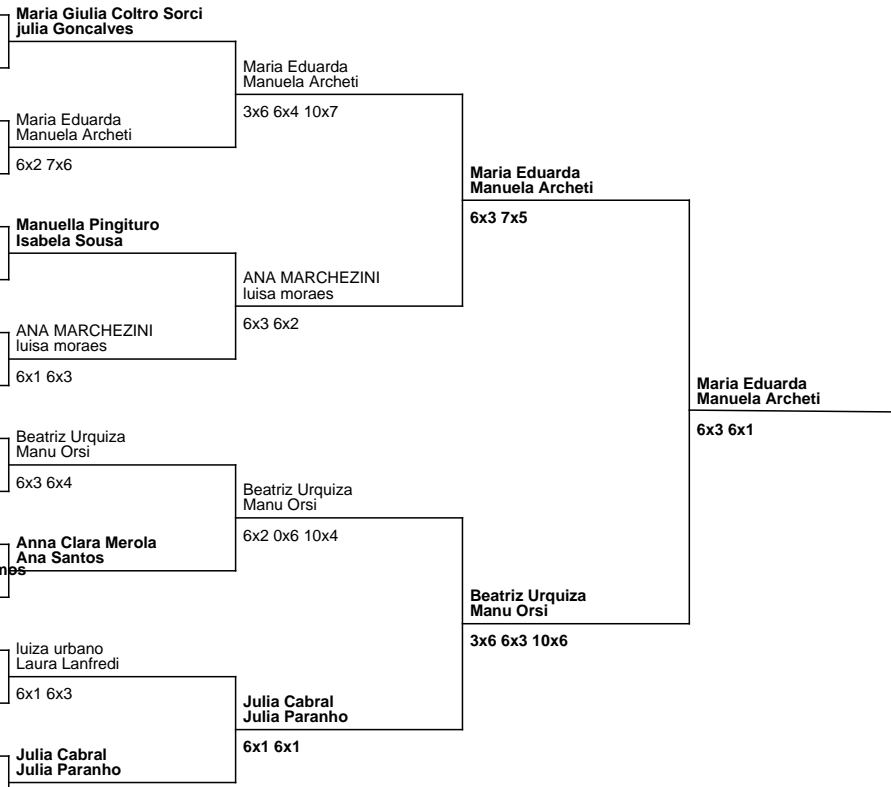 Maria Giulia Coltro Sorci
julia Goncalves
Maria Eduarda
Manuela Archeti
3x6 6x4 10x7
Maria Eduarda
Manuela Archeti
6x2 7x6
Maria Eduarda
Manuela Archeti
6x3 7x5
Manuella Pingituro
Isabela Sousa
ANA MARCHEZINI
luisa moraes
6x3 6x2
ANA MARCHEZINI
luisa moraes
6x1 6x3
Maria Eduarda
Manuela Archeti
6x3 6x1
Beatriz Urquiza
Manu Orsi
6x3 6x4
Beatriz Urquiza
Manu Orsi
6x2 0x6 10x4
Anna Clara Merola
Ana Santos
Beatriz Urquiza
Manu Orsi
3x6 6x3 10x6
luiza urbano
Laura Lanfredi
6x1 6x3
Julia Cabral
Julia Paranho
6x1 6x1
Julia Cabral
Julia Paranho